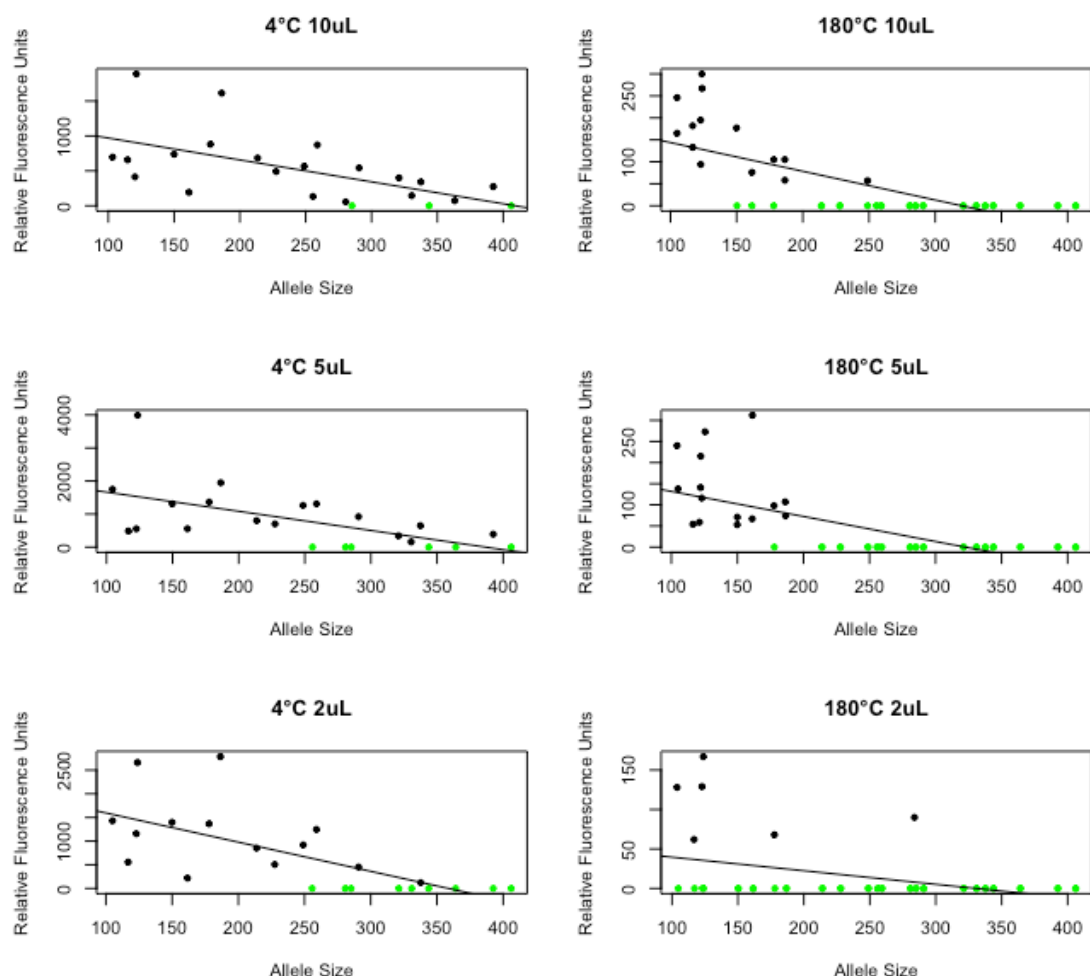 4°C 10uL
Relative Fluorescence Units
0 1000
100 150 200 250 300 350 400
Allele Size
180°C 10uL
Relative Fluorescence Units
0 100 250
100 150 200 250 300 350 400
Allele Size
4°C 5uL
Relative Fluorescence Units
0 2000 4000
100 150 200 250 300 350 400
Allele Size
180°C 5uL
Relative Fluorescence Units
0 100 250
100 150 200 250 300 350 400
Allele Size
4°C 2uL
Relative Fluorescence Units
0 1000 2500
100 150 200 250 300 350 400
Allele Size
180°C 2uL
Relative Fluorescence Units
0 50 150
100 150 200 250 300 350 400
Allele Size